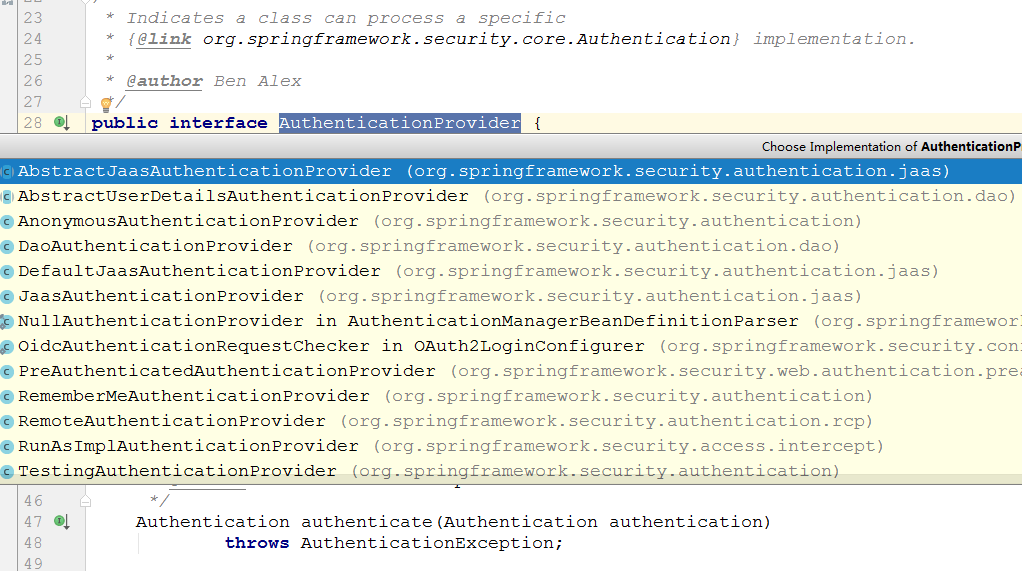 23 * Indicates a class can process a specific
24 * {@link org.springframework.security.core.Authentication} implementation.
25 *
26 * @author Ben Alex
27 */
28 public interface AuthenticationProvider {
Choose Implementation of AuthenticationP
AbstractJaasAuthenticationProvider (org.springframework.security.authentication.jaas)
AbstractUserDetailsAuthenticationProvider (org.springframework.security.authentication.dao)
AnonymousAuthenticationProvider (org.springframework.security.authentication)
DaoAuthenticationProvider (org.springframework.security.authentication.dao)
DefaultJaasAuthenticationProvider (org.springframework.security.authentication.jaas)
JaasAuthenticationProvider (org.springframework.security.authentication.jaas)
NullAuthenticationProvider in AuthenticationManagerBeanDefinitionParser (org.springframewor
OidcAuthenticationRequestChecker in OAuth2LoginConfigurer (org.springframework.security.con
PreAuthenticatedAuthenticationProvider (org.springframework.security.web.authentication.prea
RememberMeAuthenticationProvider (org.springframework.security.authentication)
RemoteAuthenticationProvider (org.springframework.security.authentication.rcp)
RunAsImplAuthenticationProvider (org.springframework.security.access.intercept)
TestingAuthenticationProvider (org.springframework.security.authentication)
46 */
47 Authentication authenticate(Authentication authentication)
48 throws AuthenticationException;
49